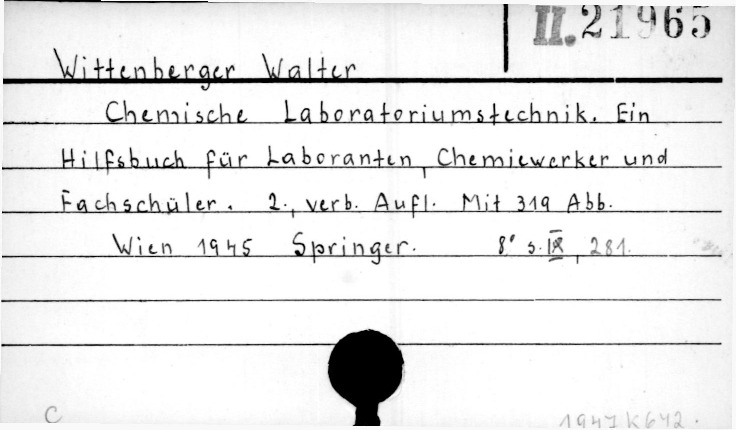 II. 21965
Wittenberger Walter
Chemische Laboratoriumstechnik. Ein
Hilfsbuch für Laboranten, Chemiewerker und
Fachschüler. 2., verb. Aufl. Mit 319 Abb.
Wien 1945 Springer. 8° S. IX, 281.
C 1947 K 642.